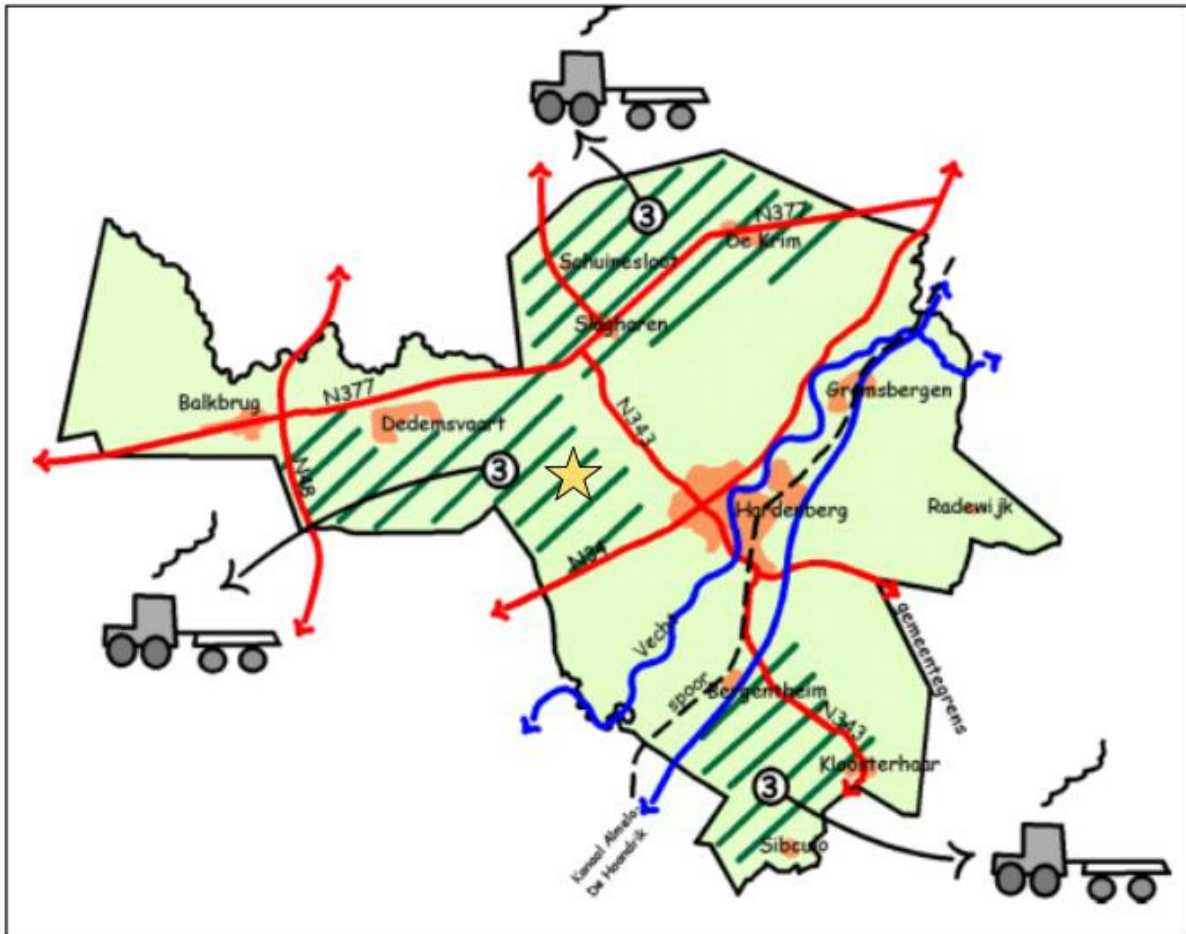 3
N377
De Krim
Schuinesloot
Slagharen
N377
Balkbrug
Dedemsvaart
N343
Gramsbergen
3
N48
Hardenberg
Radewijk
N34
gemeentegrens
Vecht
spoor
Bergentheim
N343
Kloosterhaar
3
Sibculo
Kanaal Almelo-
De Haandrik